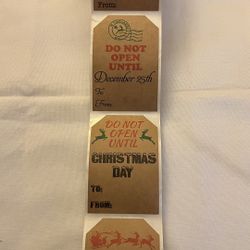 From:
DO NOT
OPEN
UNTIL
December 25th
To
From:
DO NOT
OPEN
UNTIL
CHRISTMAS
DAY
TO:
FROM: